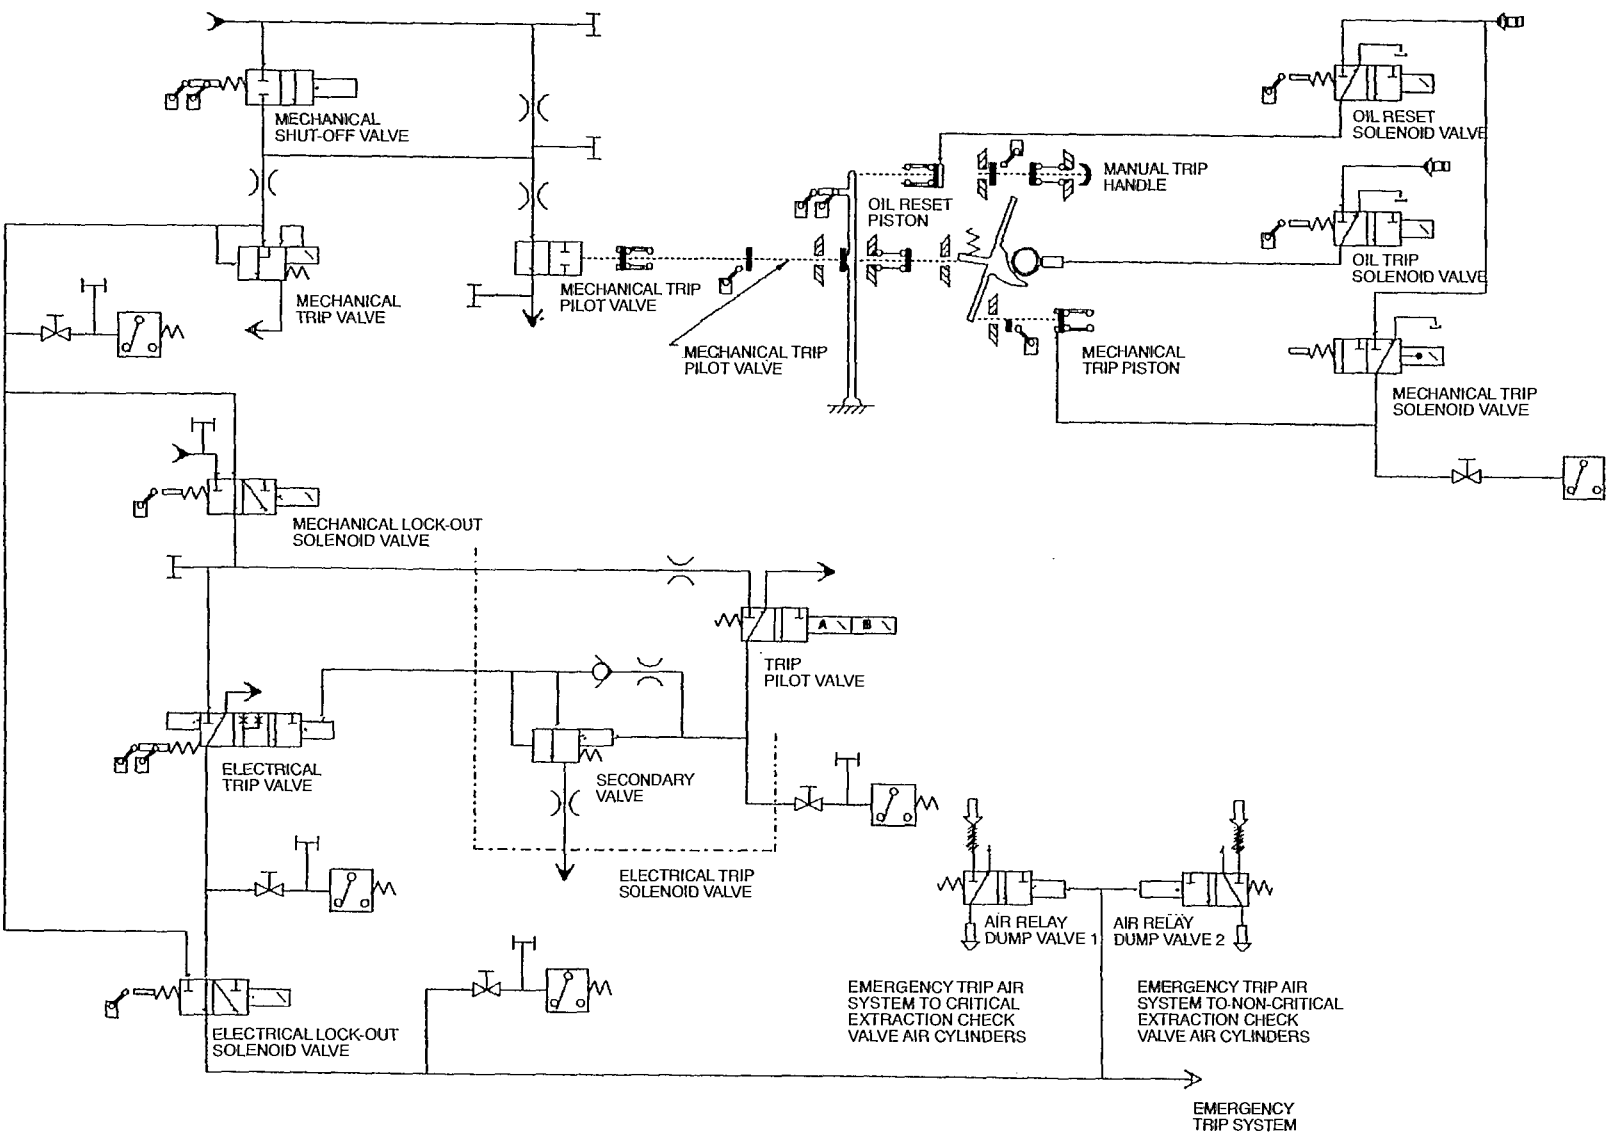 MECHANICAL
SHUT-OFF VALVE
OIL RESET
SOLENOID VALVE
MANUAL TRIP
HANDLE
OIL RESET
PISTON
OIL TRIP
SOLENOID VALVE
MECHANICAL TRIP
PILOT VALVE
MECHANICAL
TRIP VALVE
MECHANICAL TRIP
PILOT VALVE
MECHANICAL
TRIP PISTON
MECHANICAL TRIP
SOLENOID VALVE
MECHANICAL LOCK-OUT
SOLENOID VALVE
A
B
TRIP
PILOT VALVE
ELECTRICAL
TRIP VALVE
SECONDARY
VALVE
ELECTRICAL TRIP
SOLENOID VALVE
AIR RELAY
DUMP VALVE 1
AIR RELAY
DUMP VALVE 2
EMERGENCY TRIP AIR
SYSTEM TO CRITICAL
EXTRACTION CHECK
VALVE AIR CYLINDERS
EMERGENCY TRIP AIR
SYSTEM TO-NON-CRITICAL
EXTRACTION CHECK
VALVE AIR CYLINDERS
ELECTRICAL LOCK-OUT
SOLENOID VALVE
EMERGENCY
TRIP SYSTEM